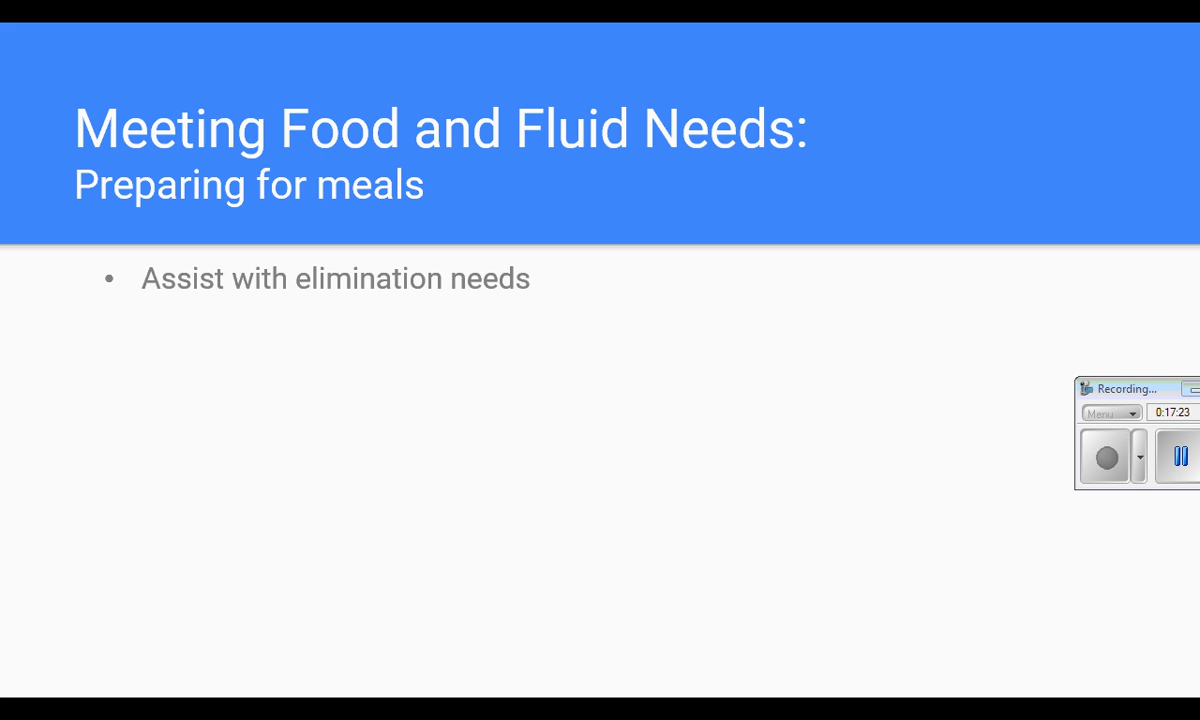 Meeting Food and Fluid Needs:
Preparing for meals
• Assist with elimination needs
Recording...
Menu
0:17:23